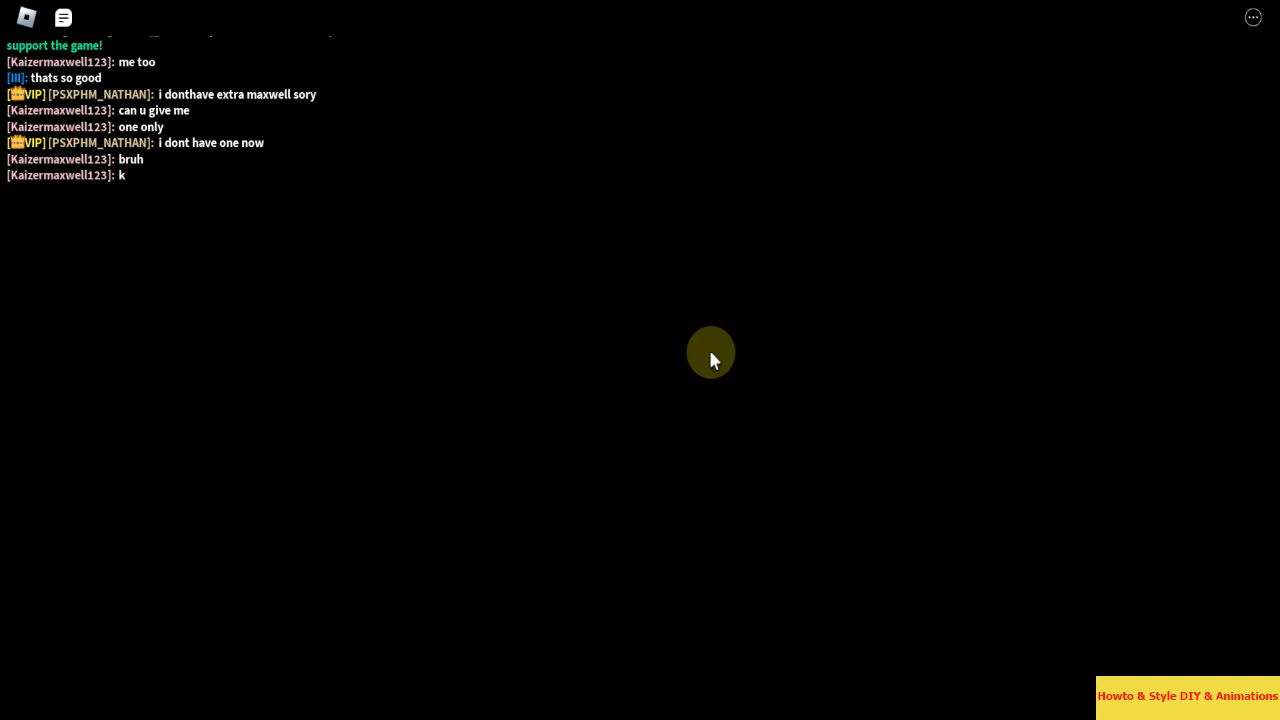 support the game!
[Kaizermaxwell123]: me too
[III]: thats so good
[VIP] [PSXPHM_NATHAN]: i donthave extra maxwell sory
[Kaizermaxwell123]: can u give me
[Kaizermaxwell123]: one only
[VIP] [PSXPHM_NATHAN]: i dont have one now
[Kaizermaxwell123]: bruh
[Kaizermaxwell123]: k
Howto & Style DIY & Animations